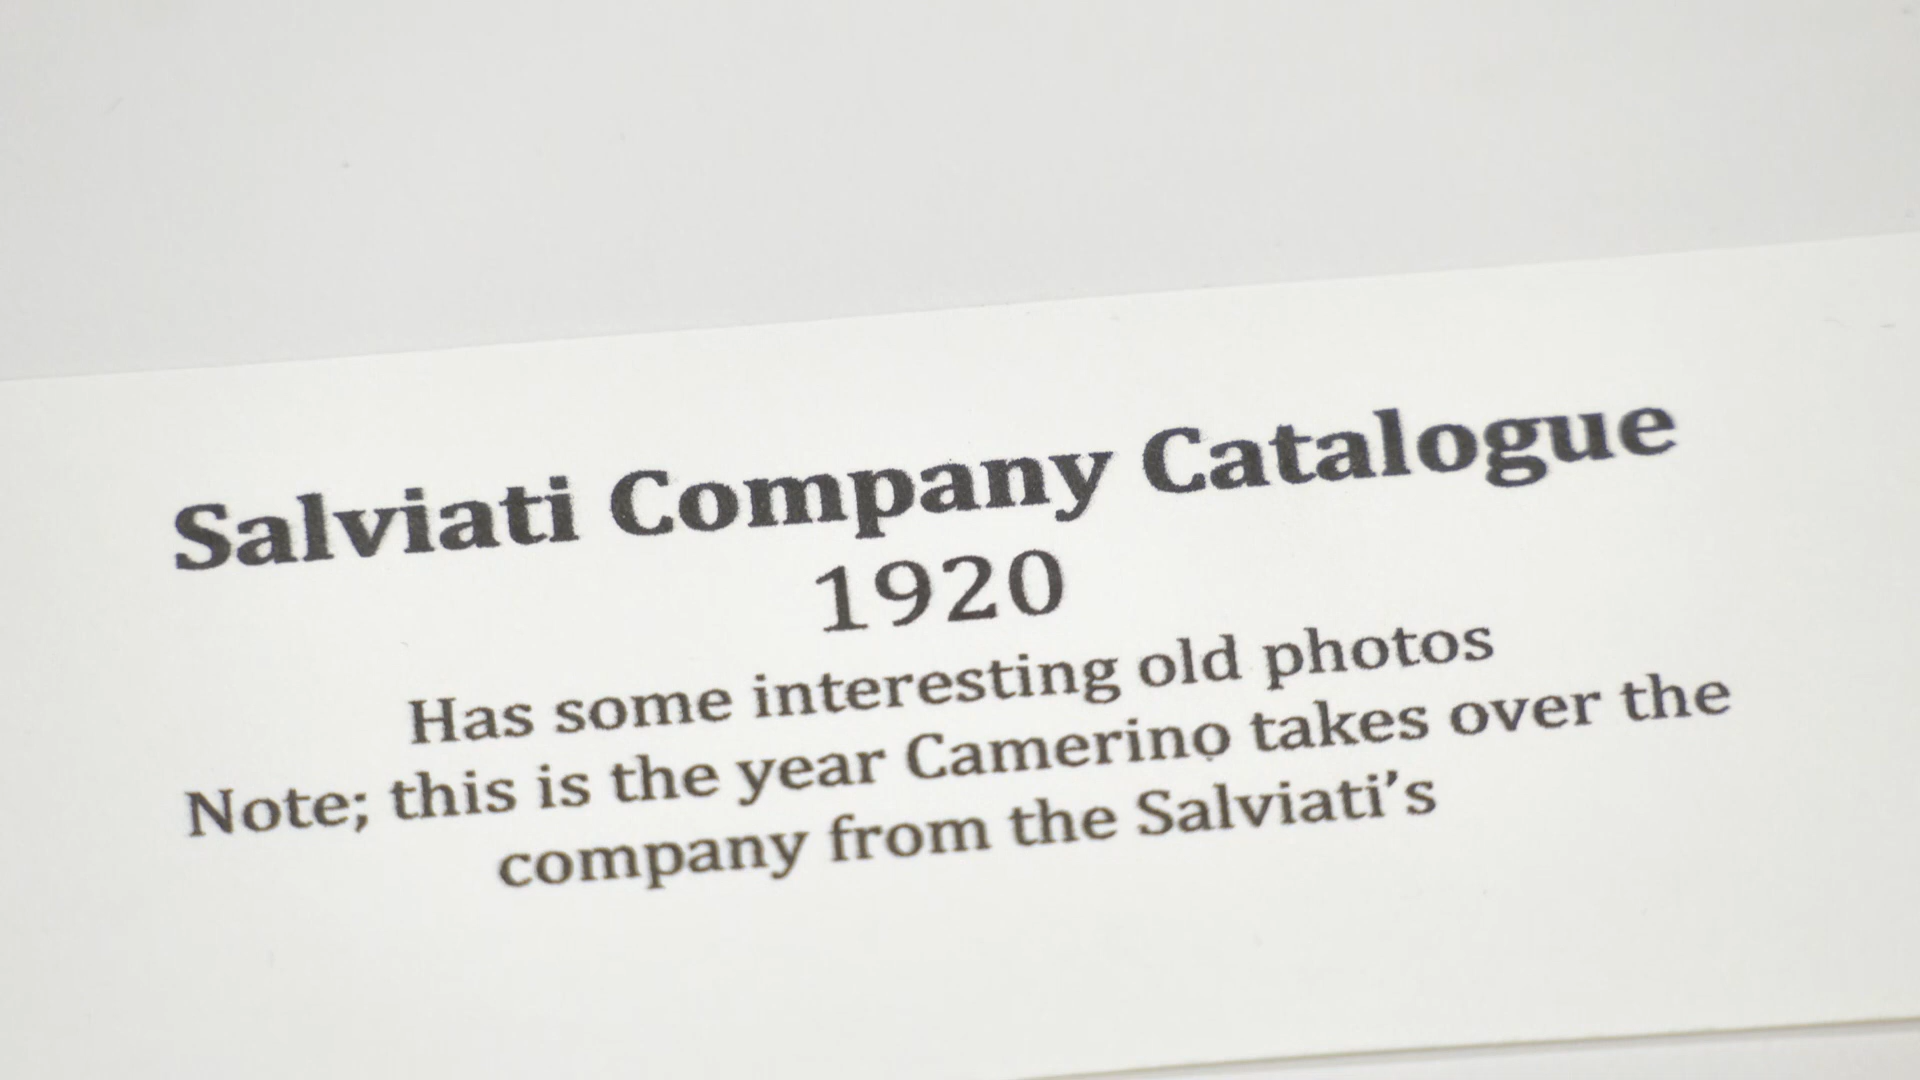 Salviati Company Catalogue
1920
Has some interesting old photos
Note; this is the year Camerino takes over the
company from the Salviati’s